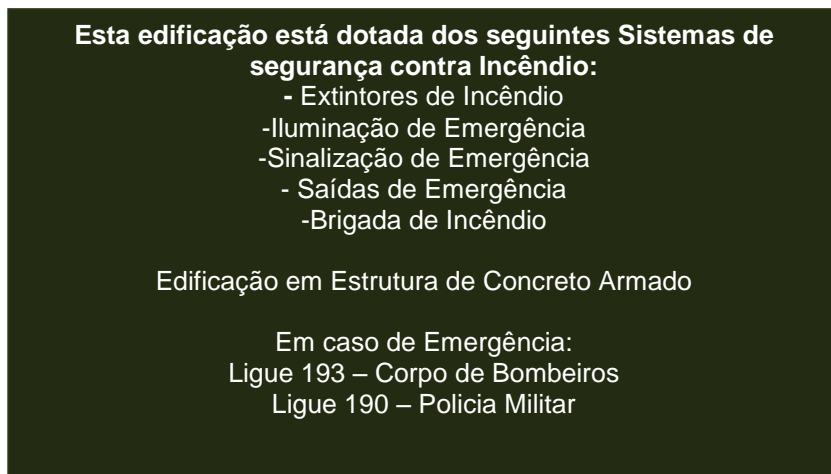 Esta edificação está dotada dos seguintes Sistemas de
segurança contra Incêndio:
- Extintores de Incêndio
-Iluminação de Emergência
-Sinalização de Emergência
- Saídas de Emergência
-Brigada de Incêndio
Edificação em Estrutura de Concreto Armado
Em caso de Emergência:
Ligue 193 – Corpo de Bombeiros
Ligue 190 – Policia Militar